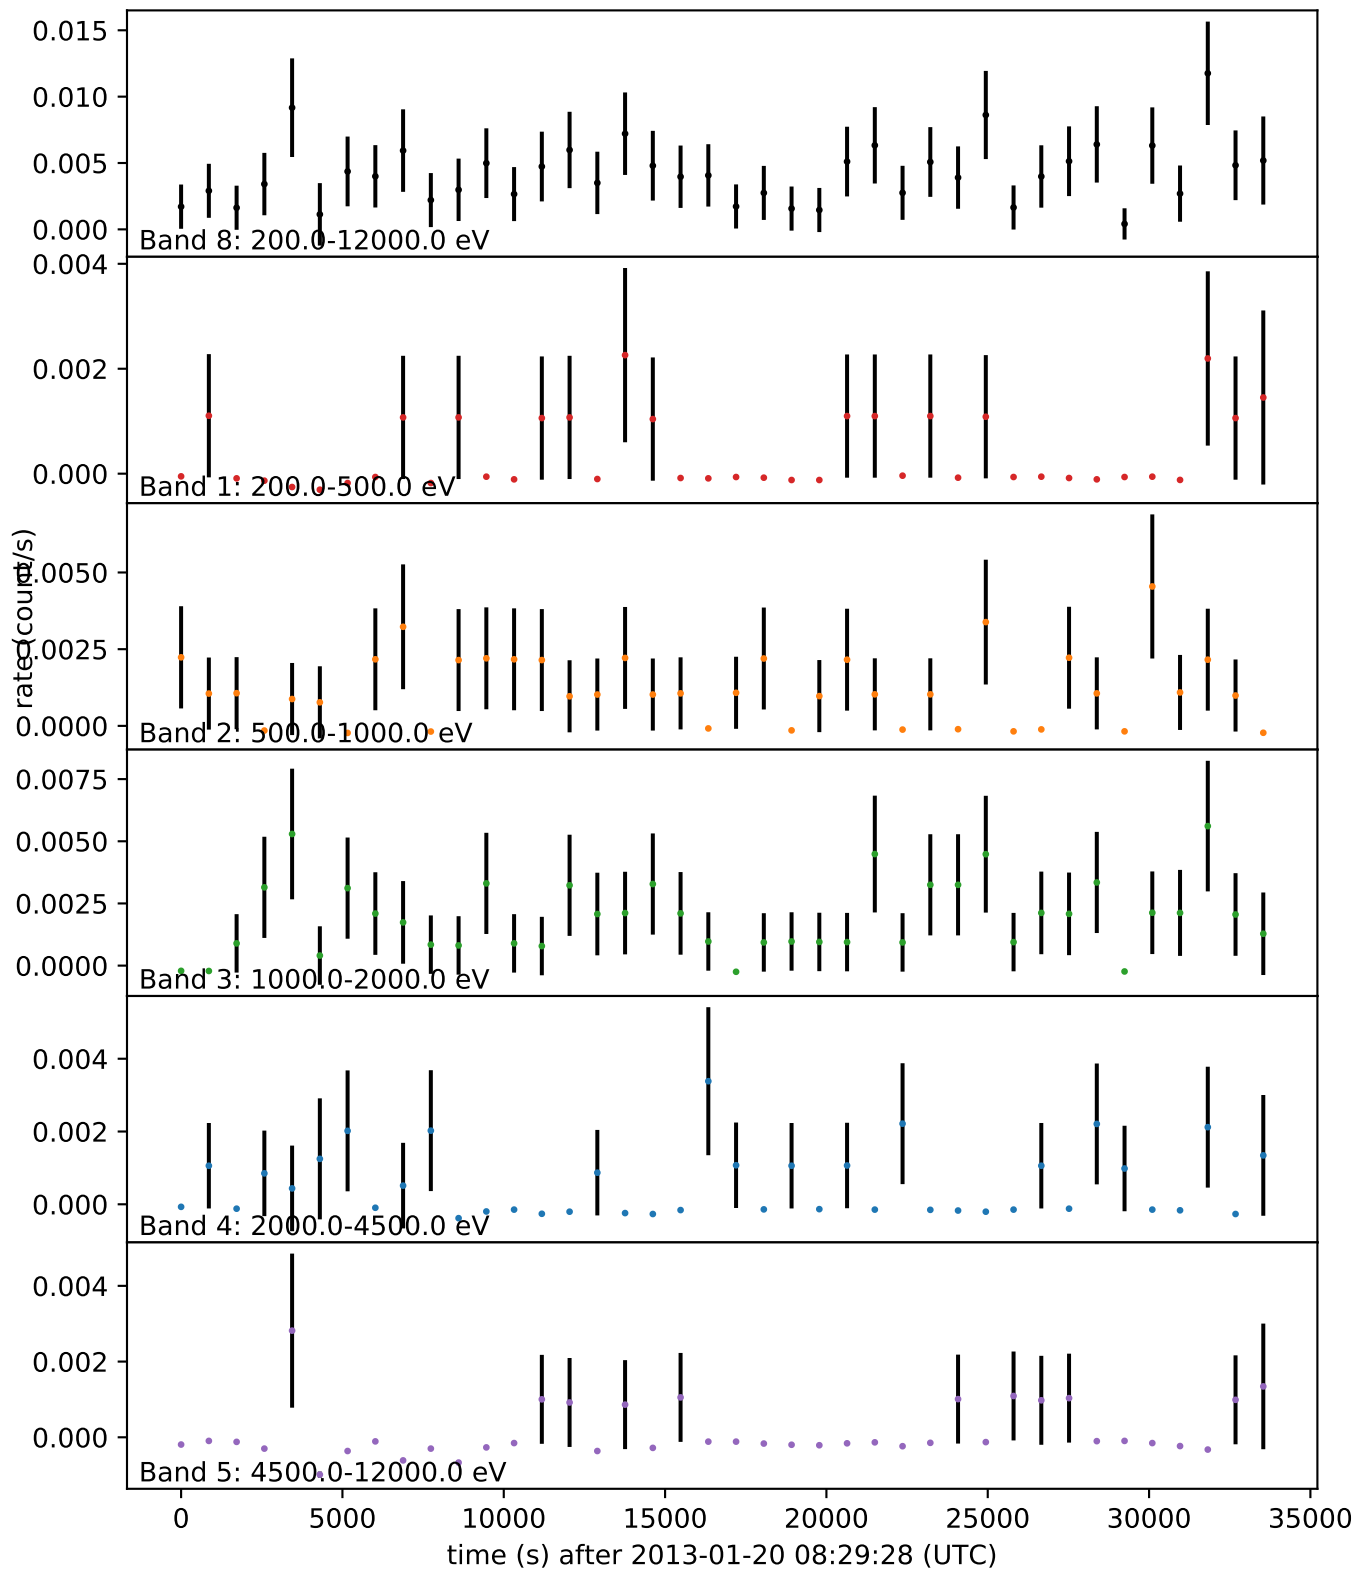 0.015
0.010
0.005
0.000
Band 8: 200.0-12000.0 eV
0.004
0.002
0.000
Band 1: 200.0-500.0 eV
rate (count/s)
0.0050
0.0025
0.0000
Band 2: 500.0-1000.0 eV
0.0075
0.0050
0.0025
0.0000
Band 3: 1000.0-2000.0 eV
0.004
0.002
0.000
Band 4: 2000.0-4500.0 eV
0.004
0.002
0.000
Band 5: 4500.0-12000.0 eV
0 5000 10000 15000 20000 25000 30000 35000
time (s) after 2013-01-20 08:29:28 (UTC)